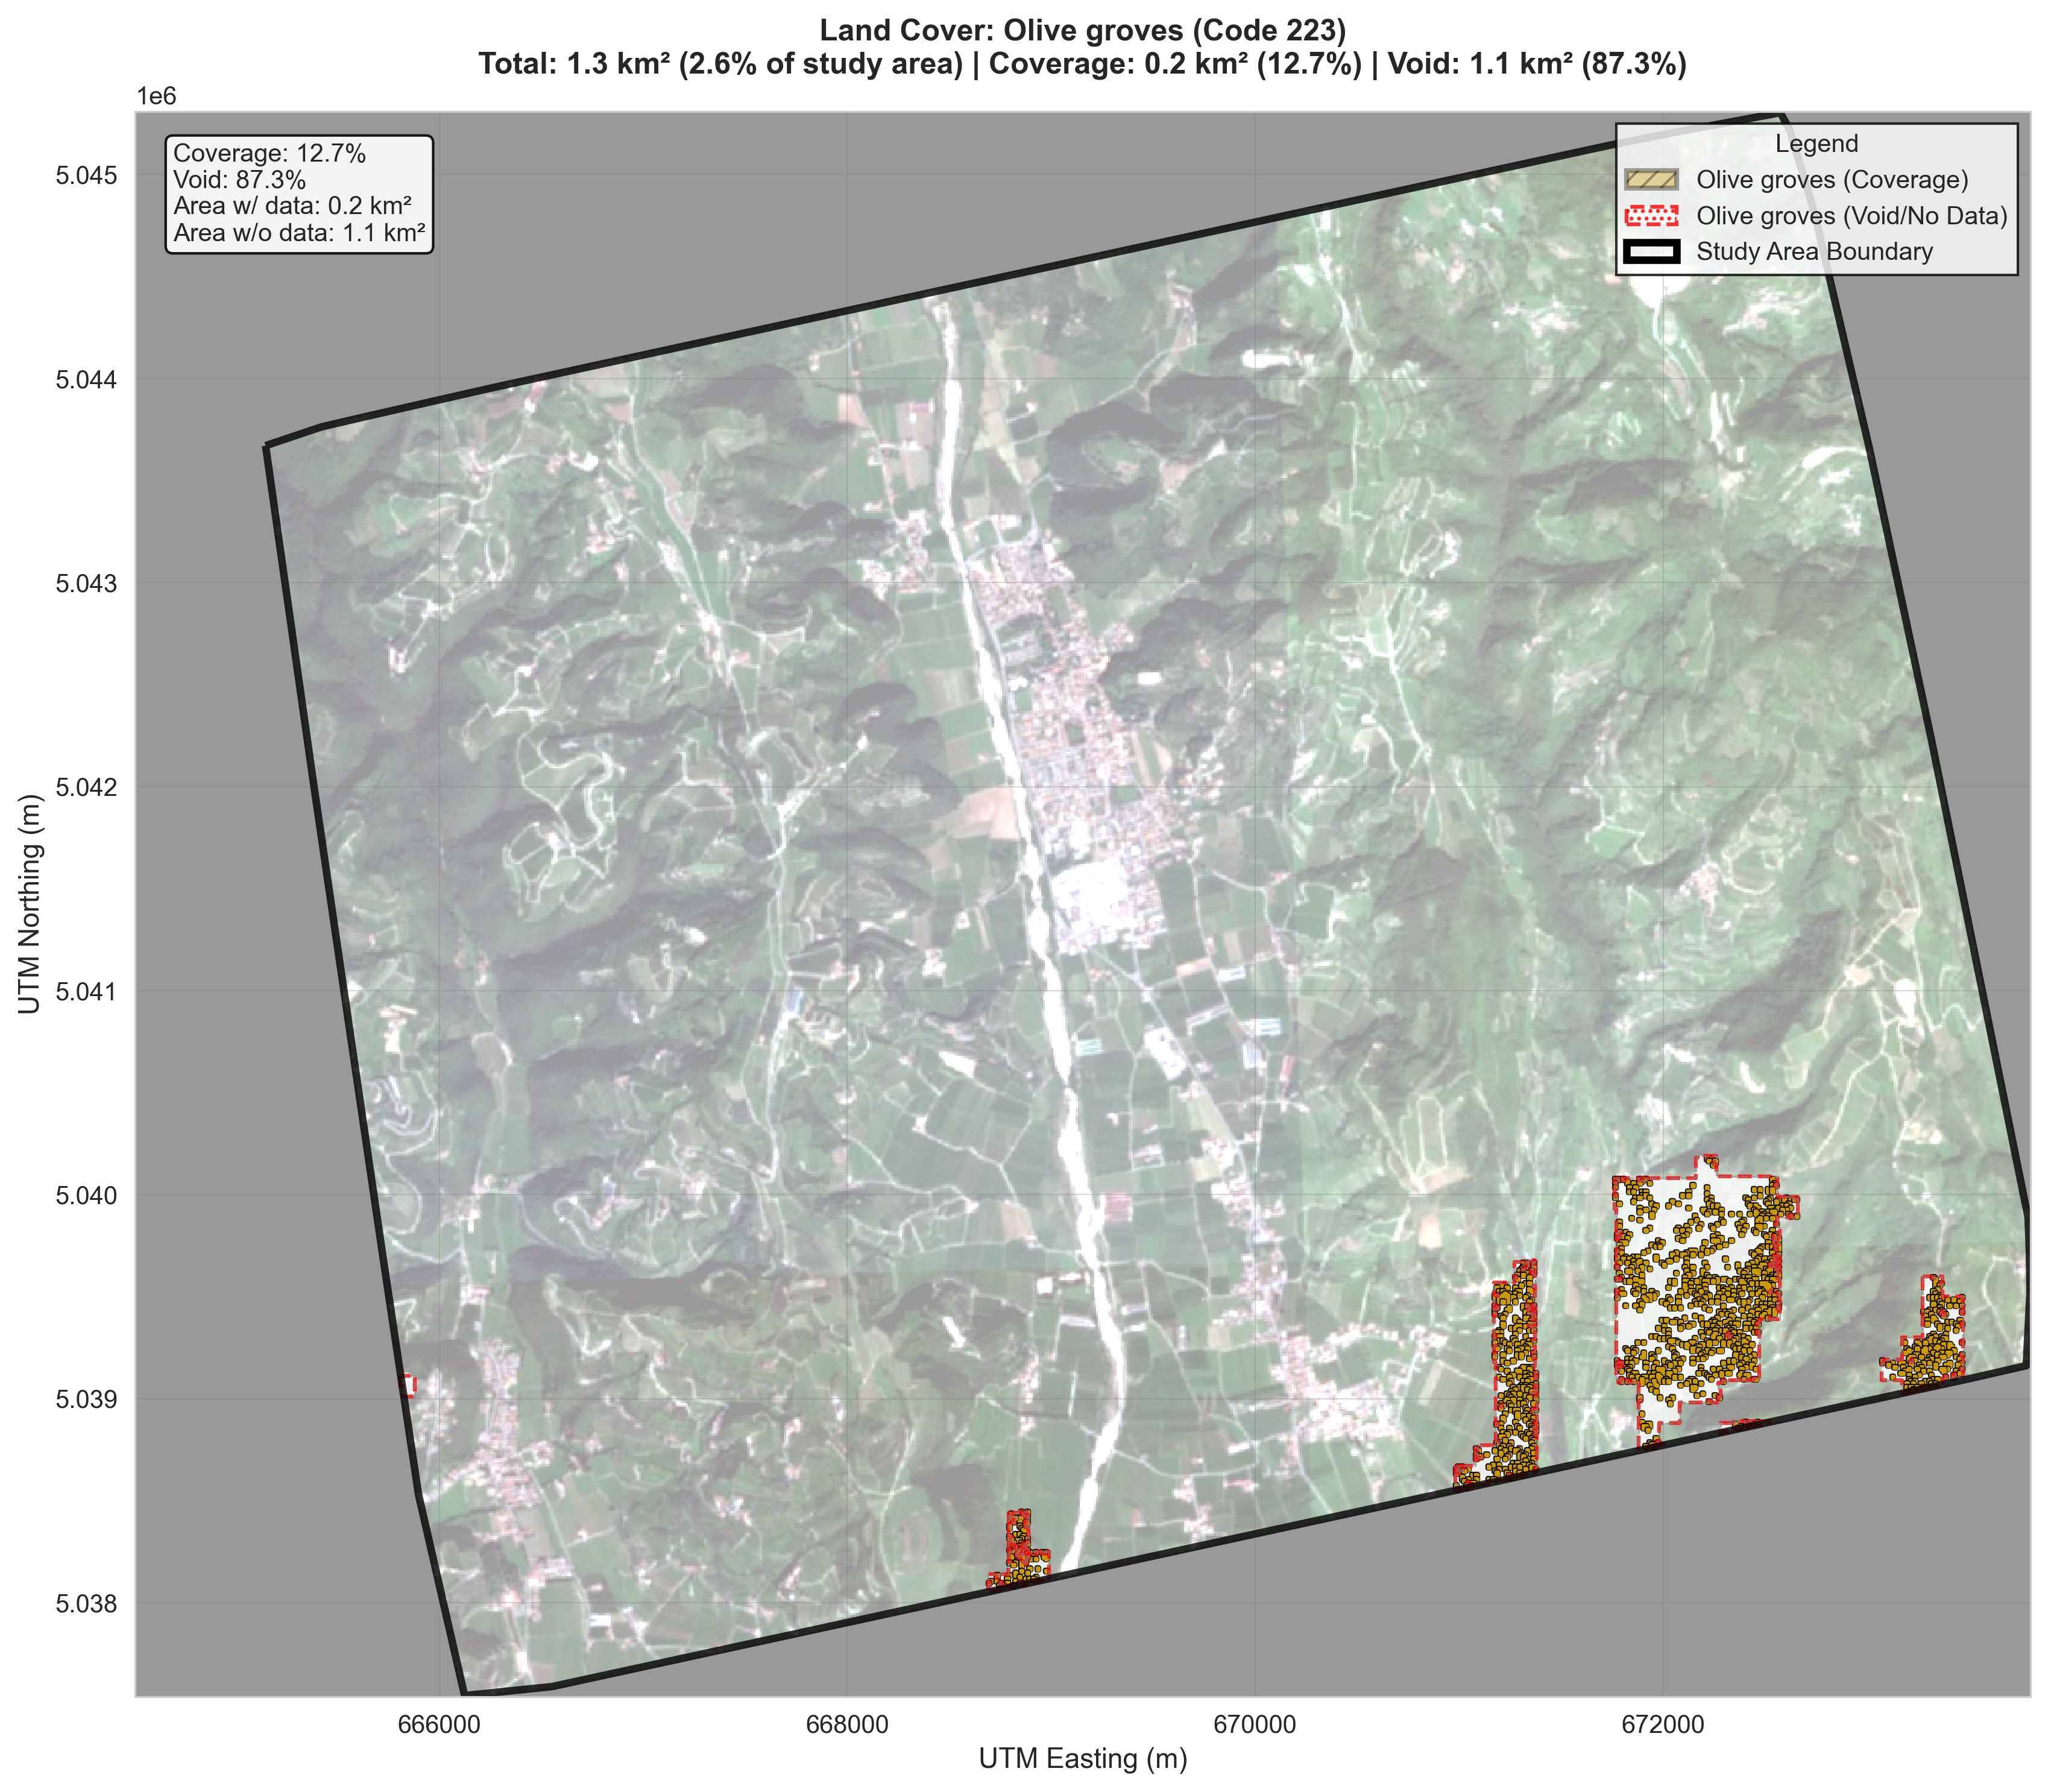 Land Cover: Olive groves (Code 223)
Total: 1.3 km² (2.6% of study area) | Coverage: 0.2 km² (12.7%) | Void: 1.1 km² (87.3%)
1e6
Coverage: 12.7%
Void: 87.3%
Area w/ data: 0.2 km²
Area w/o data: 1.1 km²
Legend
Olive groves (Coverage)
Olive groves (Void/No Data)
Study Area Boundary
5.045
5.044
5.043
5.042
5.041
5.040
5.039
5.038
UTM Northing (m)
666000
668000
670000
672000
UTM Easting (m)